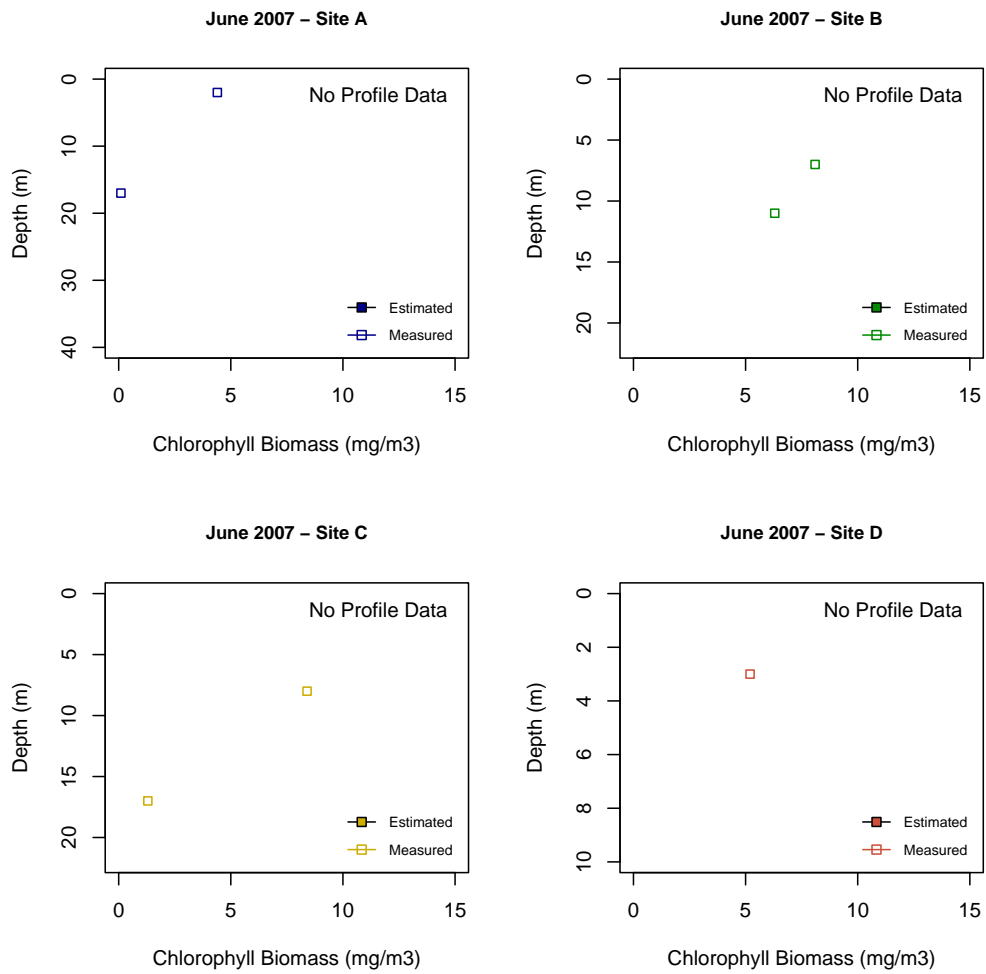 June 2007 – Site A
No Profile Data
0
10
20
30
40
Depth (m)
Estimated
Measured
0 5 10 15
Chlorophyll Biomass (mg/m3)
June 2007 – Site B
No Profile Data
0
5
10
15
20
Depth (m)
Estimated
Measured
0 5 10 15
Chlorophyll Biomass (mg/m3)
June 2007 – Site C
No Profile Data
0
5
10
15
20
Depth (m)
Estimated
Measured
0 5 10 15
Chlorophyll Biomass (mg/m3)
June 2007 – Site D
No Profile Data
0
2
4
6
8
10
Depth (m)
Estimated
Measured
0 5 10 15
Chlorophyll Biomass (mg/m3)